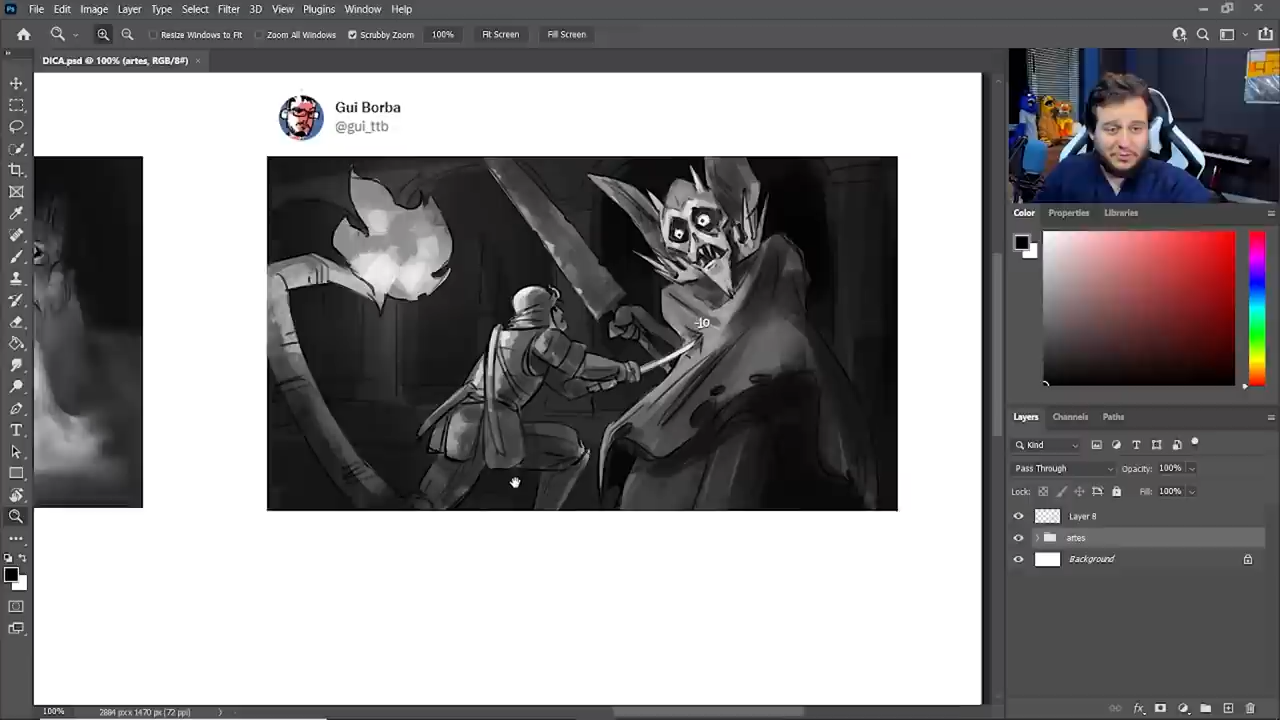 File Edit Image Layer Type Select Filter 3D View Plugins Window Help
Resize Windows to Fit Zoom All Windows Scrubby Zoom 100% Fit Screen Fill Screen
DICA.psd @ 100% (artes, RGB/8#)
Gui Borba
@gui_ttb
-10
Color Properties Libraries
Layers Channels Paths
Kind
Pass Through Opacity: 100%
Lock: Fill: 100%
Layer 8
artes
Background
100% 2884 px x 1470 px (72 ppi)